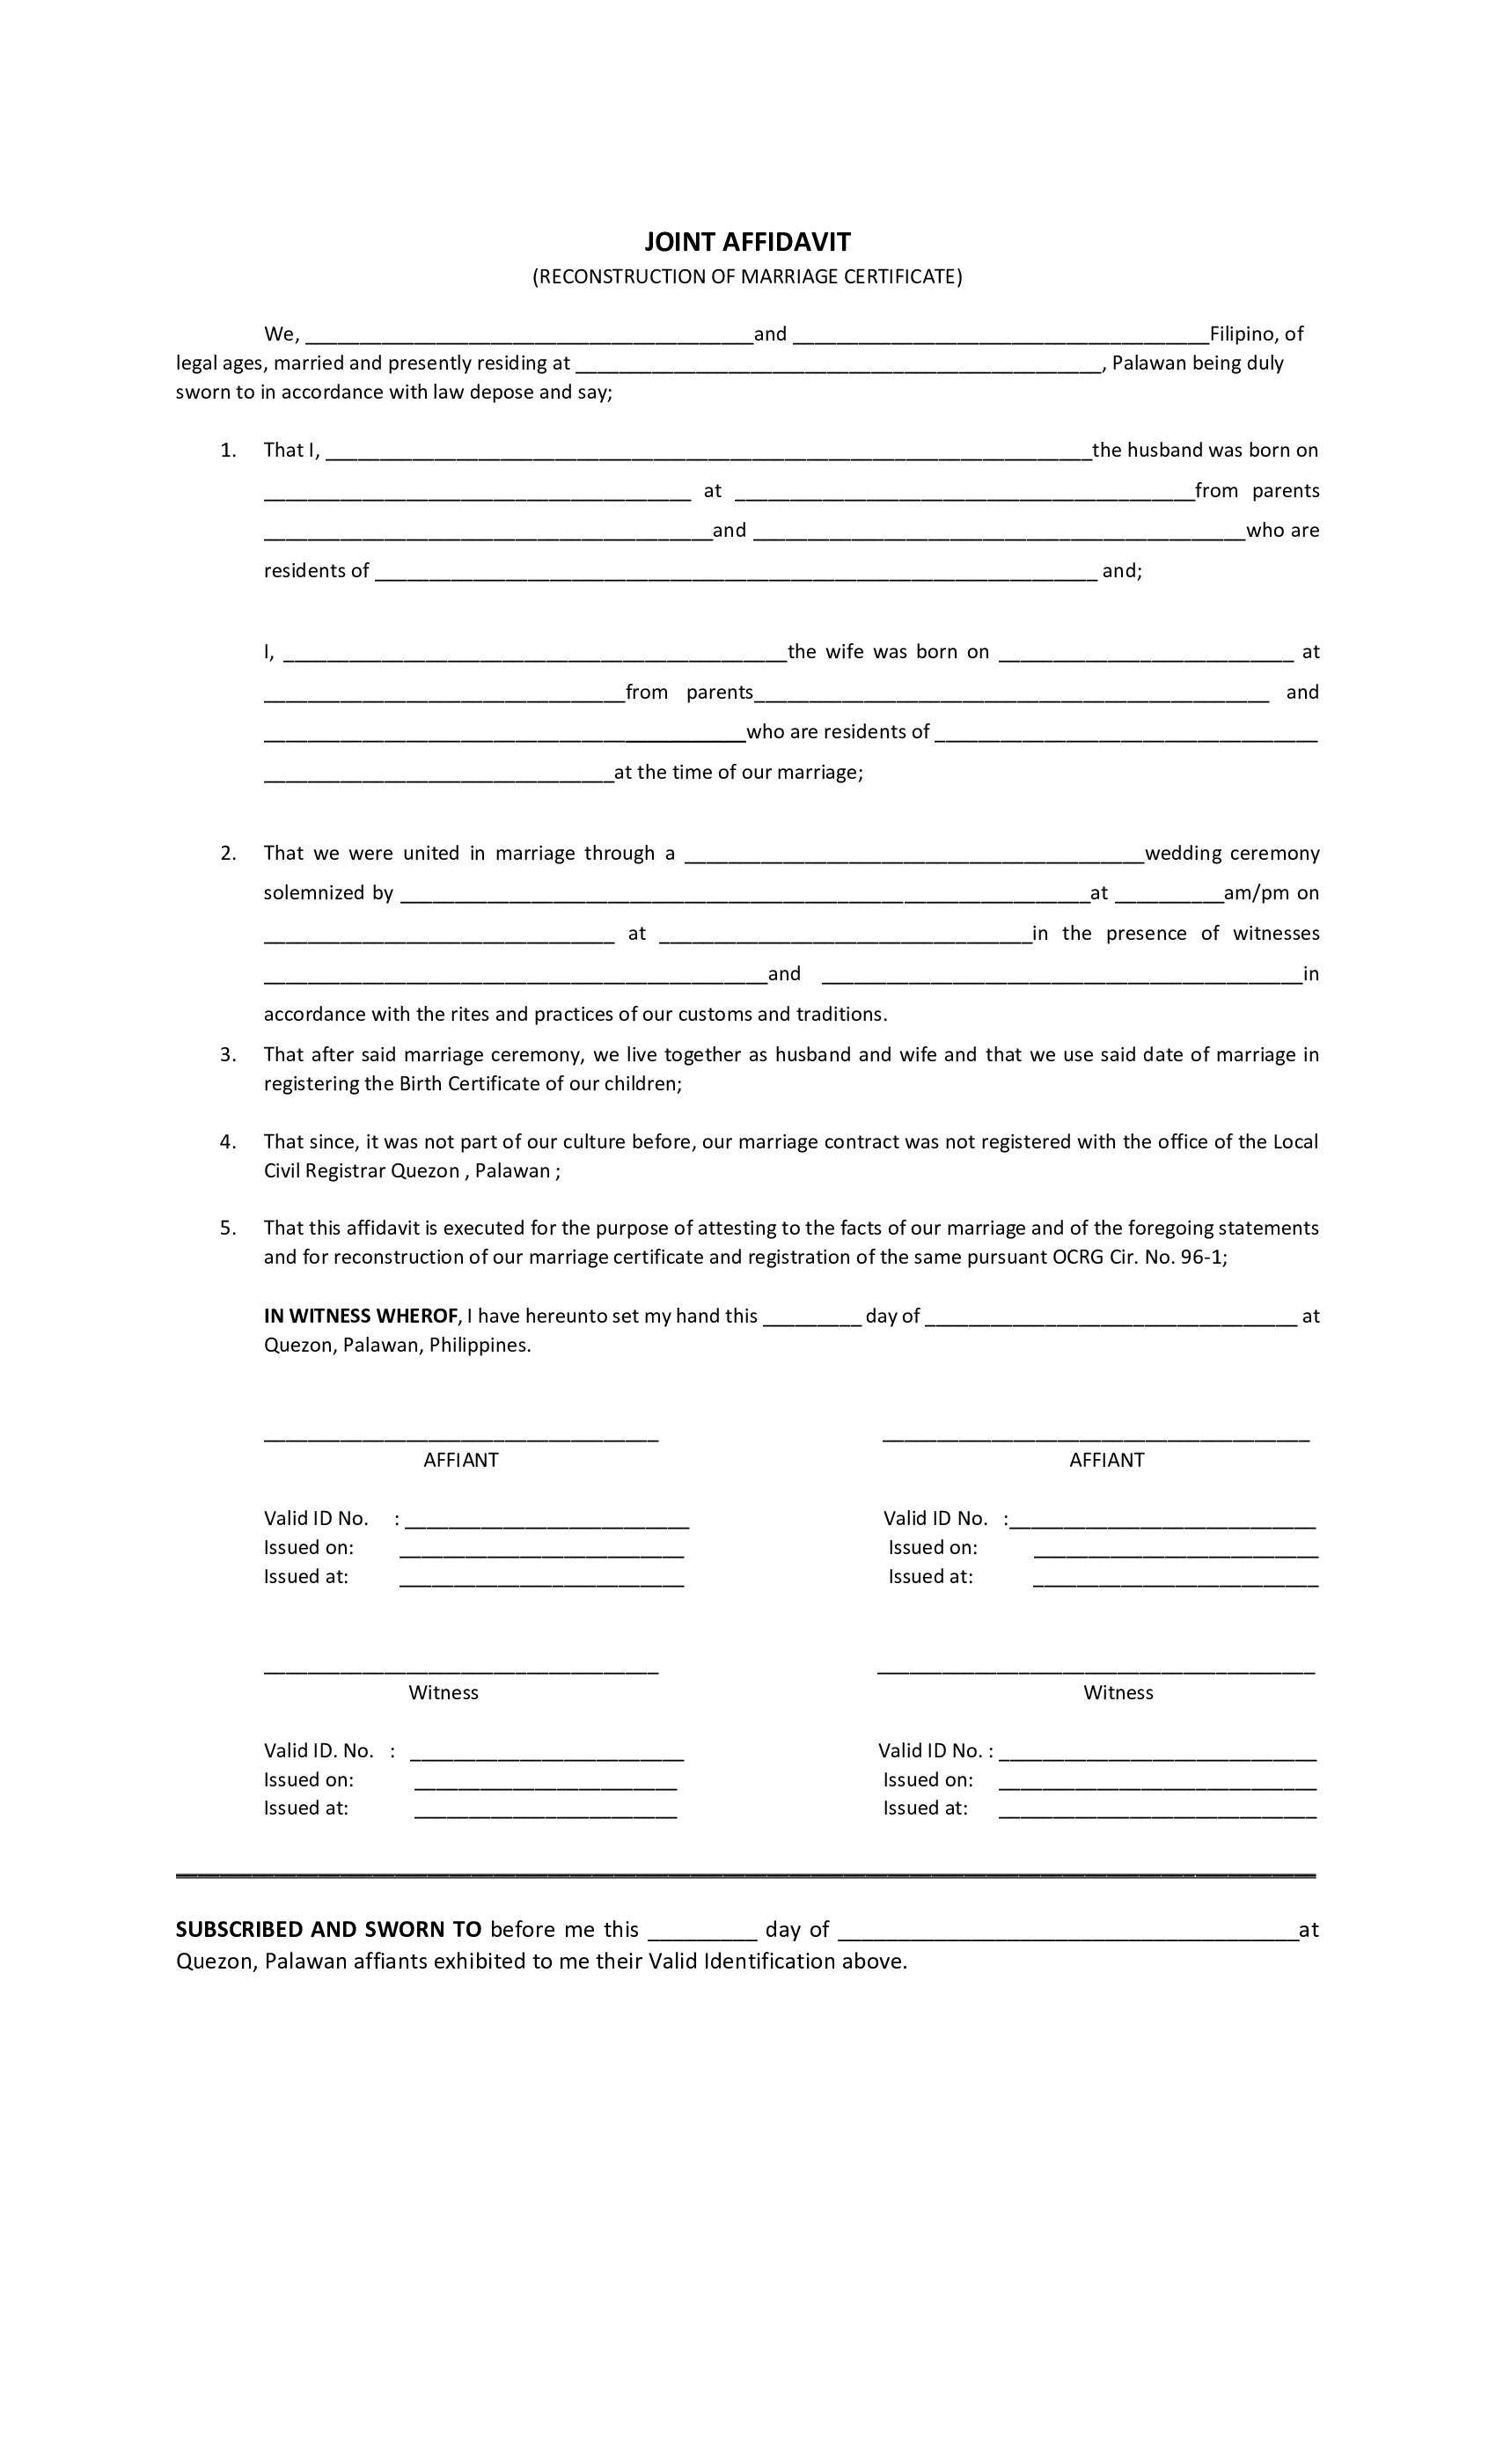 JOINT AFFIDAVIT
(RECONSTRUCTION OF MARRIAGE CERTIFICATE)
We, _________________________________________and ______________________________________Filipino, of
legal ages, married and presently residing at ________________________________________________, Palawan being duly
sworn to in accordance with law depose and say;
1. That I, ______________________________________________________________________the husband was born on
_______________________________________ at __________________________________________from parents
_________________________________________and _____________________________________________who are
residents of __________________________________________________________________ and;
I, ______________________________________________the wife was born on ___________________________ at
_________________________________from parents_______________________________________________ and
____________________________________________who are residents of ___________________________________
________________________________at the time of our marriage;
2. That we were united in marriage through a __________________________________________wedding ceremony
solemnized by _______________________________________________________________at __________am/pm on
________________________________ at __________________________________in the presence of witnesses
______________________________________________and ____________________________________________in
accordance with the rites and practices of our customs and traditions.
3. That after said marriage ceremony, we live together as husband and wife and that we use said date of marriage in
registering the Birth Certificate of our children;
4. That since, it was not part of our culture before, our marriage contract was not registered with the office of the Local
Civil Registrar Quezon , Palawan ;
5. That this affidavit is executed for the purpose of attesting to the facts of our marriage and of the foregoing statements
and for reconstruction of our marriage certificate and registration of the same pursuant OCRG Cir. No. 96-1;
IN WITNESS WHEROF, I have hereunto set my hand this _________ day of __________________________________ at
Quezon, Palawan, Philippines.
____________________________________ _______________________________________
AFFIANT AFFIANT
Valid ID No. : __________________________ Valid ID No. :____________________________
Issued on: __________________________ Issued on: __________________________
Issued at: __________________________ Issued at: __________________________
____________________________________ ________________________________________
Witness Witness
Valid ID. No. : _________________________ Valid ID No. : _____________________________
Issued on: ________________________ Issued on: _____________________________
Issued at: ________________________ Issued at: _____________________________
SUBSCRIBED AND SWORN TO before me this _________ day of ______________________________________at
Quezon, Palawan affiants exhibited to me their Valid Identification above.